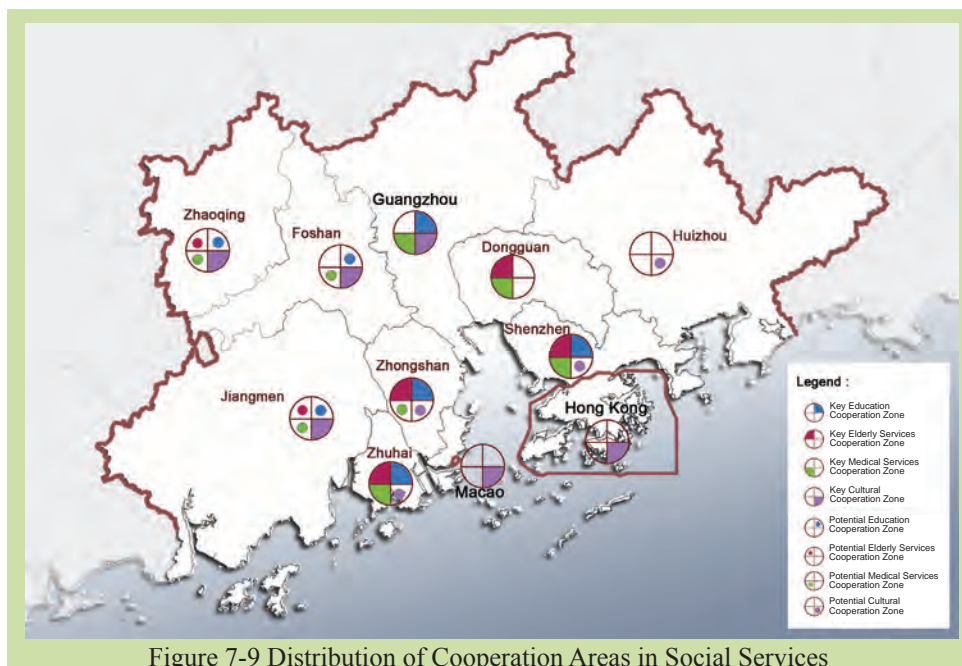 Guangzhou
Zhaoqing
Foshan
Huizhou
Dongguan
Shenzhen
Zhongshan
Jiangmen
Hong Kong
Zhuhai
Macao
Legend :
Key Education
Cooperation Zone
Key Elderly Services
Cooperation Zone
Key Medical Services
Cooperation Zone
Key Cultural
Cooperation Zone
Potential Education
Cooperation Zone
Potential Elderly Services
Cooperation Zone
Potential Medical Services
Cooperation Zone
Potential Cultural
Cooperation Zone
Figure 7-9 Distribution of Cooperation Areas in Social Services